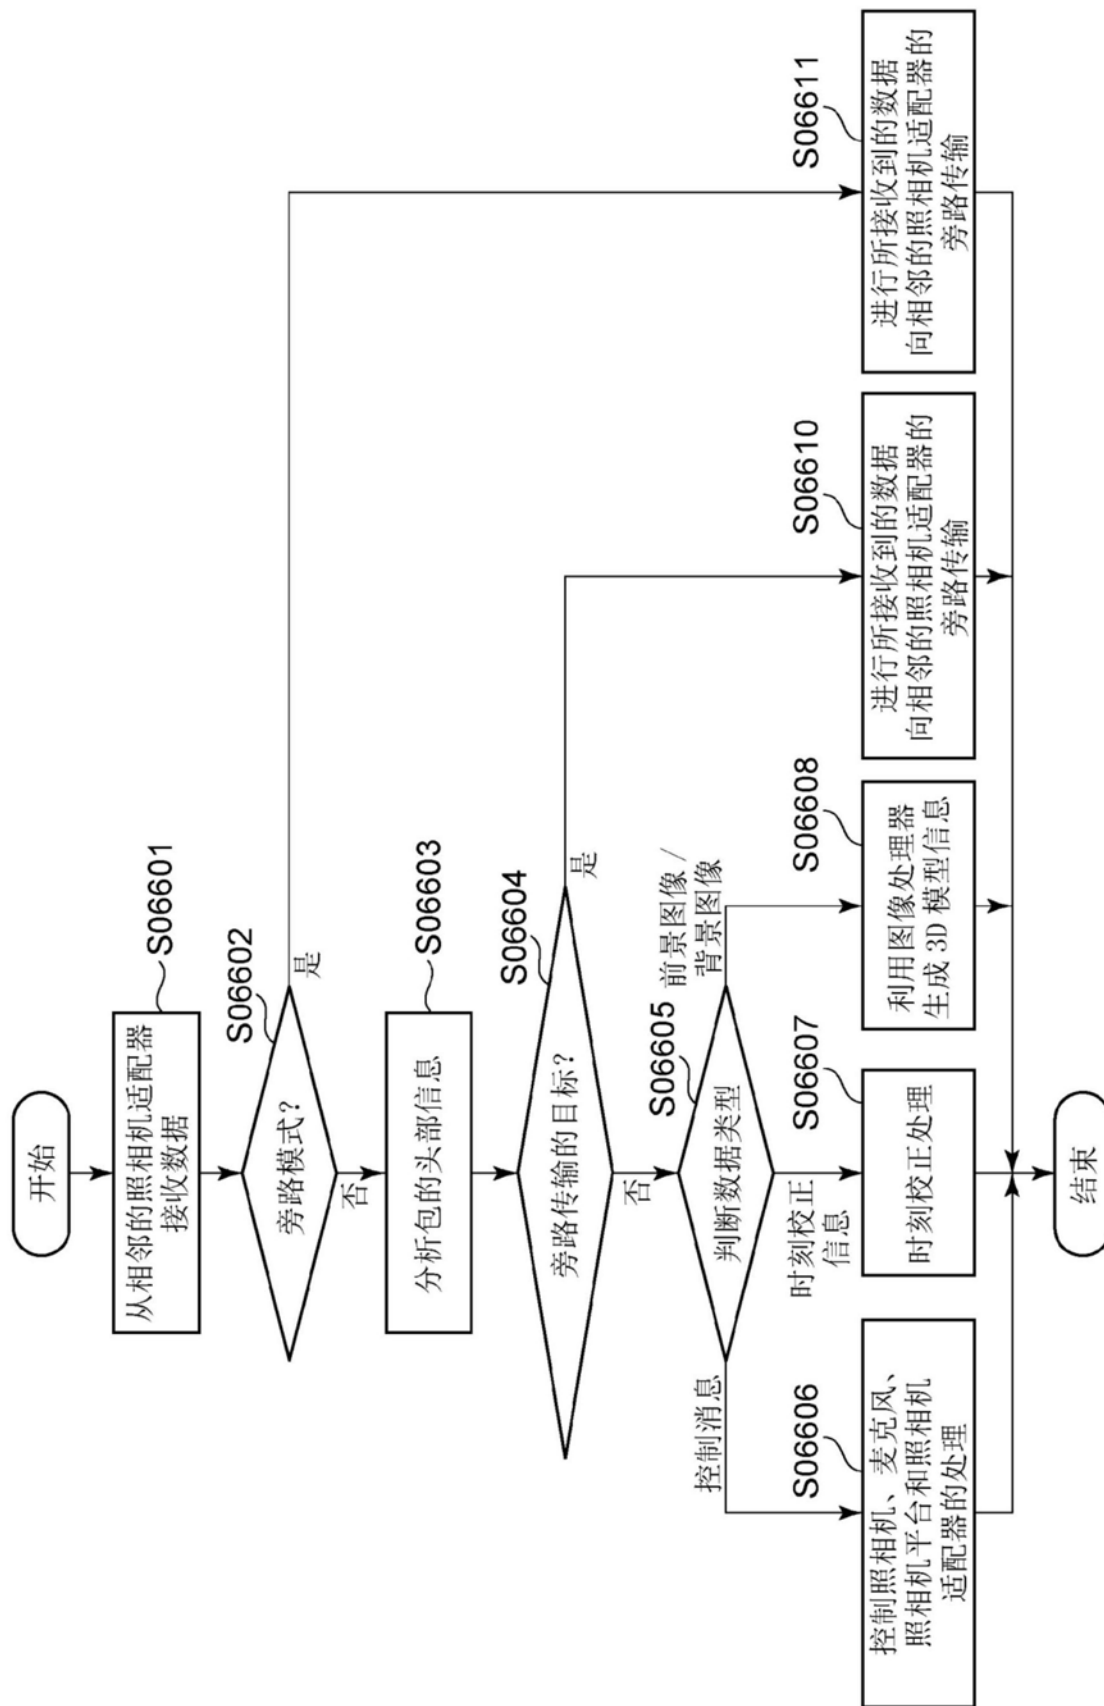 开始
从相邻的照相机适配器
接收数据
S06601
旁路模式?
S06602
是
否
分析包的头部信息
S06603
旁路传输的目标?
S06604
是
否
判断数据类型
S06605
控制消息
时刻校正
信息
前景图像/
背景图像
控制照相机、麦克风、
照相机平台和照相机
适配器的处理
S06606
时刻校正处理
S06607
利用图像处理器
生成 3D 模型信息
S06608
进行所接收到的数据
向相邻的照相机适配器的
旁路传输
S06610
进行所接收到的数据
向相邻的照相机适配器的
旁路传输
S06611
结束